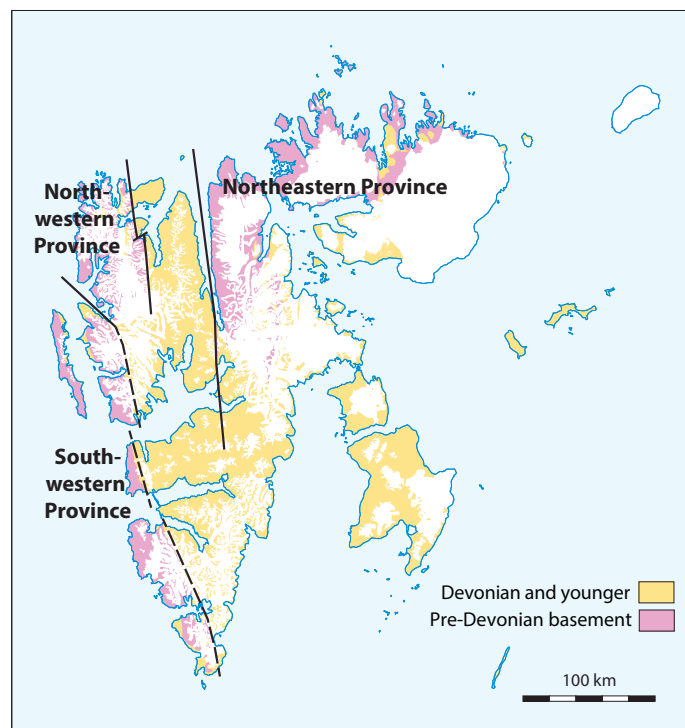 North-
western
Province
Northeastern Province
South-
western
Province
Devonian and younger
Pre-Devonian basement
100 km